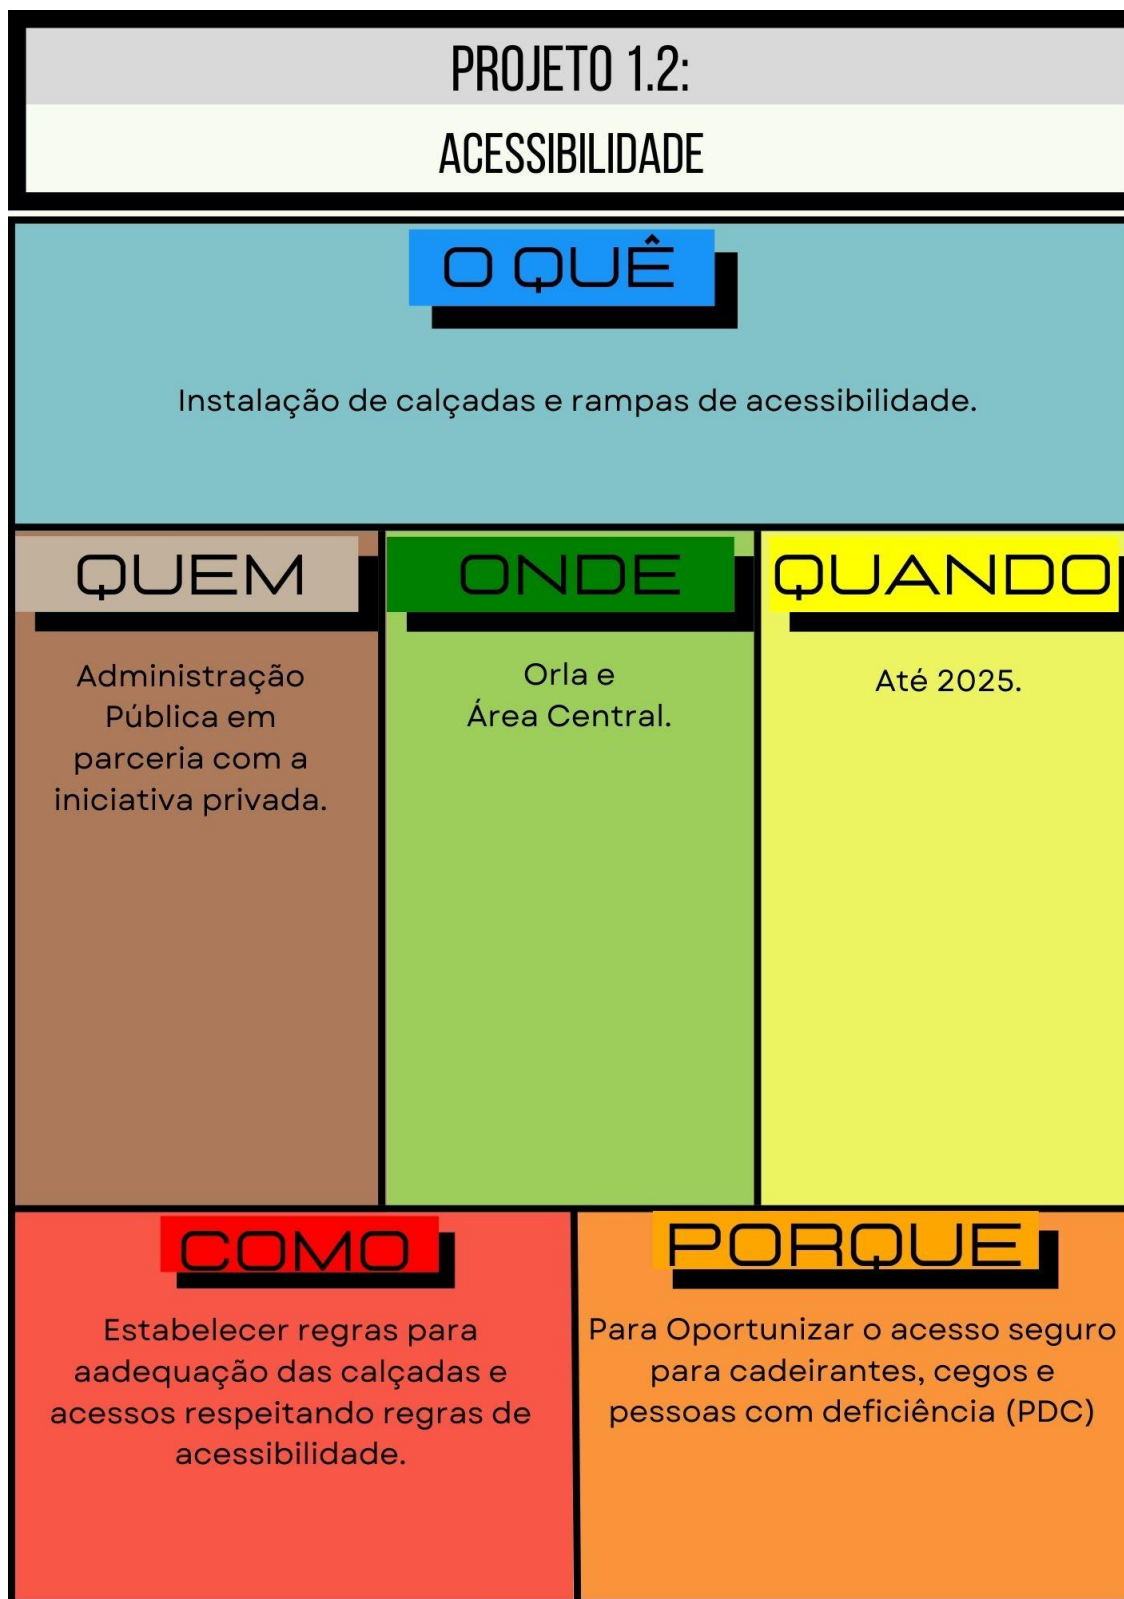 PROJETO 1.2:
ACESSIBILIDADE
O QUÊ
Instalação de calçadas e rampas de acessibilidade.
QUEM
Administração
Pública em
parceria com a
iniciativa privada.
ONDE
Orla e
Área Central.
QUANDO
Até 2025.
COMO
Estabelecer regras para
aadequação das calçadas e
acessos respeitando regras de
acessibilidade.
PORQUE
Para Oportunizar o acesso seguro
para cadeirantes, cegos e
pessoas com deficiência (PDC)